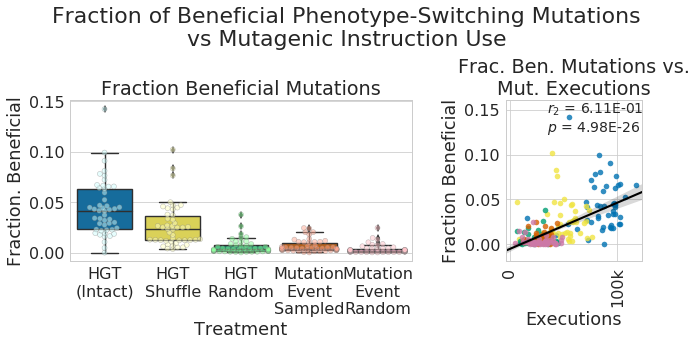 Fraction of Beneficial Phenotype-Switching Mutations
vs Mutagenic Instruction Use
Fraction Beneficial Mutations
Fraction. Beneficial
0.15
0.10
0.05
0.00
HGT
(Intact)
HGT
Shuffle
HGT
Random
Mutation
Event
Sampled
Mutation
Event
Random
Treatment
Frac. Ben. Mutations vs.
Mut. Executions
Fraction Beneficial
0.15
0.10
0.05
0.00
r2 = 6.11E-01
p = 4.98E-26
0
100k
Executions